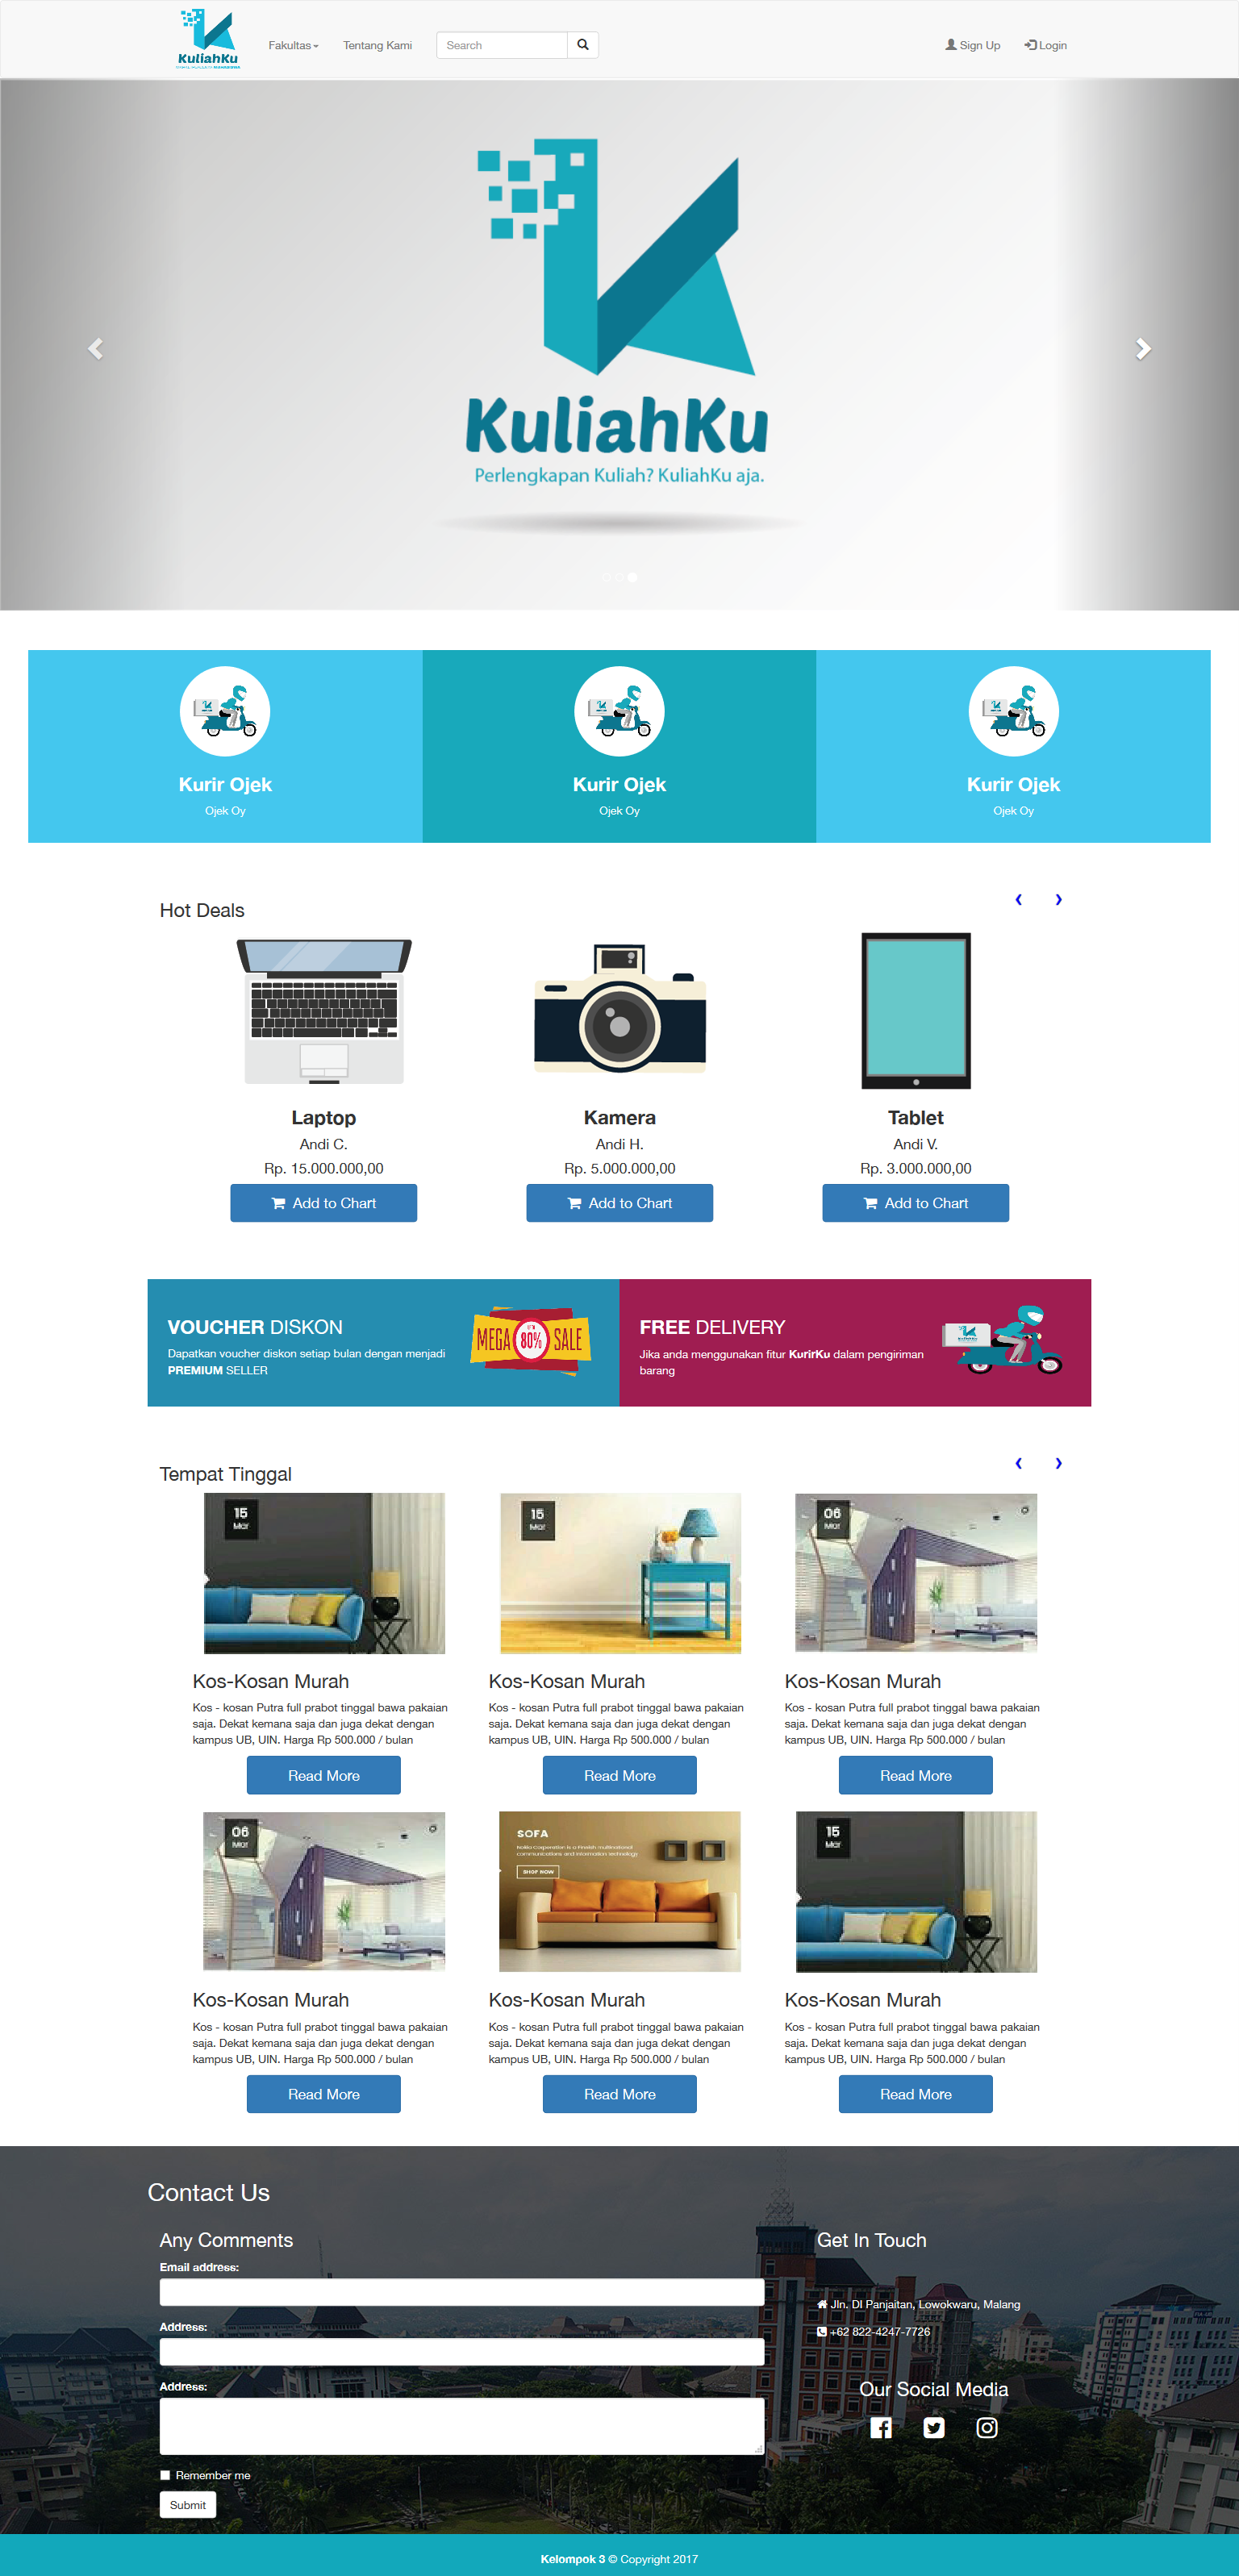 KuliahKu
Fakultas
Tentang Kami
Search
Sign Up
Login
KuliahKu
Perlengkapan Kuliah? KuliahKu aja.
Kurir Ojek
Ojek Oy
Kurir Ojek
Ojek Oy
Kurir Ojek
Ojek Oy
Hot Deals
Laptop
Andi C.
Rp. 15.000.000,00
Add to Chart
Kamera
Andi H.
Rp. 5.000.000,00
Add to Chart
Tablet
Andi V.
Rp. 3.000.000,00
Add to Chart
VOUCHER DISKON
Dapatkan voucher diskon setiap bulan dengan menjadi
PREMIUM SELLER
MEGA 80% SALE
FREE DELIVERY
Jika anda menggunakan fitur KurirKu dalam pengiriman
barang
Tempat Tinggal
15
Mar
Kos-Kosan Murah
Kos - kosan Putra full prabot tinggal bawa pakaian
saja. Dekat kemana saja dan juga dekat dengan
kampus UB, UIN. Harga Rp 500.000 / bulan
Read More
15
Mar
Kos-Kosan Murah
Kos - kosan Putra full prabot tinggal bawa pakaian
saja. Dekat kemana saja dan juga dekat dengan
kampus UB, UIN. Harga Rp 500.000 / bulan
Read More
06
Mar
Kos-Kosan Murah
Kos - kosan Putra full prabot tinggal bawa pakaian
saja. Dekat kemana saja dan juga dekat dengan
kampus UB, UIN. Harga Rp 500.000 / bulan
Read More
06
Mar
Kos-Kosan Murah
Kos - kosan Putra full prabot tinggal bawa pakaian
saja. Dekat kemana saja dan juga dekat dengan
kampus UB, UIN. Harga Rp 500.000 / bulan
Read More
SOFA
Nokia Corporation is a Finnish multinational
communications and information technology
SHOP NOW
Kos-Kosan Murah
Kos - kosan Putra full prabot tinggal bawa pakaian
saja. Dekat kemana saja dan juga dekat dengan
kampus UB, UIN. Harga Rp 500.000 / bulan
Read More
15
Mar
Kos-Kosan Murah
Kos - kosan Putra full prabot tinggal bawa pakaian
saja. Dekat kemana saja dan juga dekat dengan
kampus UB, UIN. Harga Rp 500.000 / bulan
Read More
Contact Us
Any Comments
Email address:
Address:
Address:
Remember me
Submit
Get In Touch
Jln. DI Panjaitan, Lowokwaru, Malang
+62 822-4247-7726
Our Social Media
Kelompok 3 © Copyright 2017